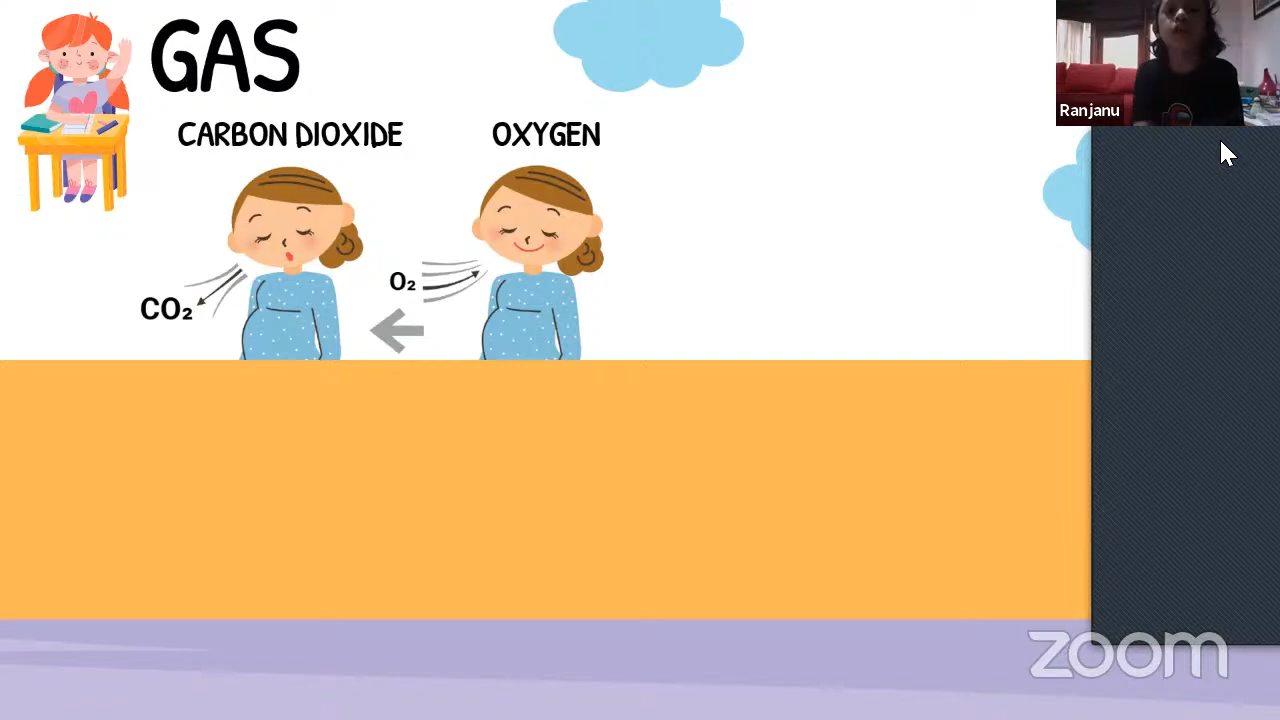 GAS
CARBON DIOXIDE OXYGEN
CO₂
O₂
Ranjanu
zoom